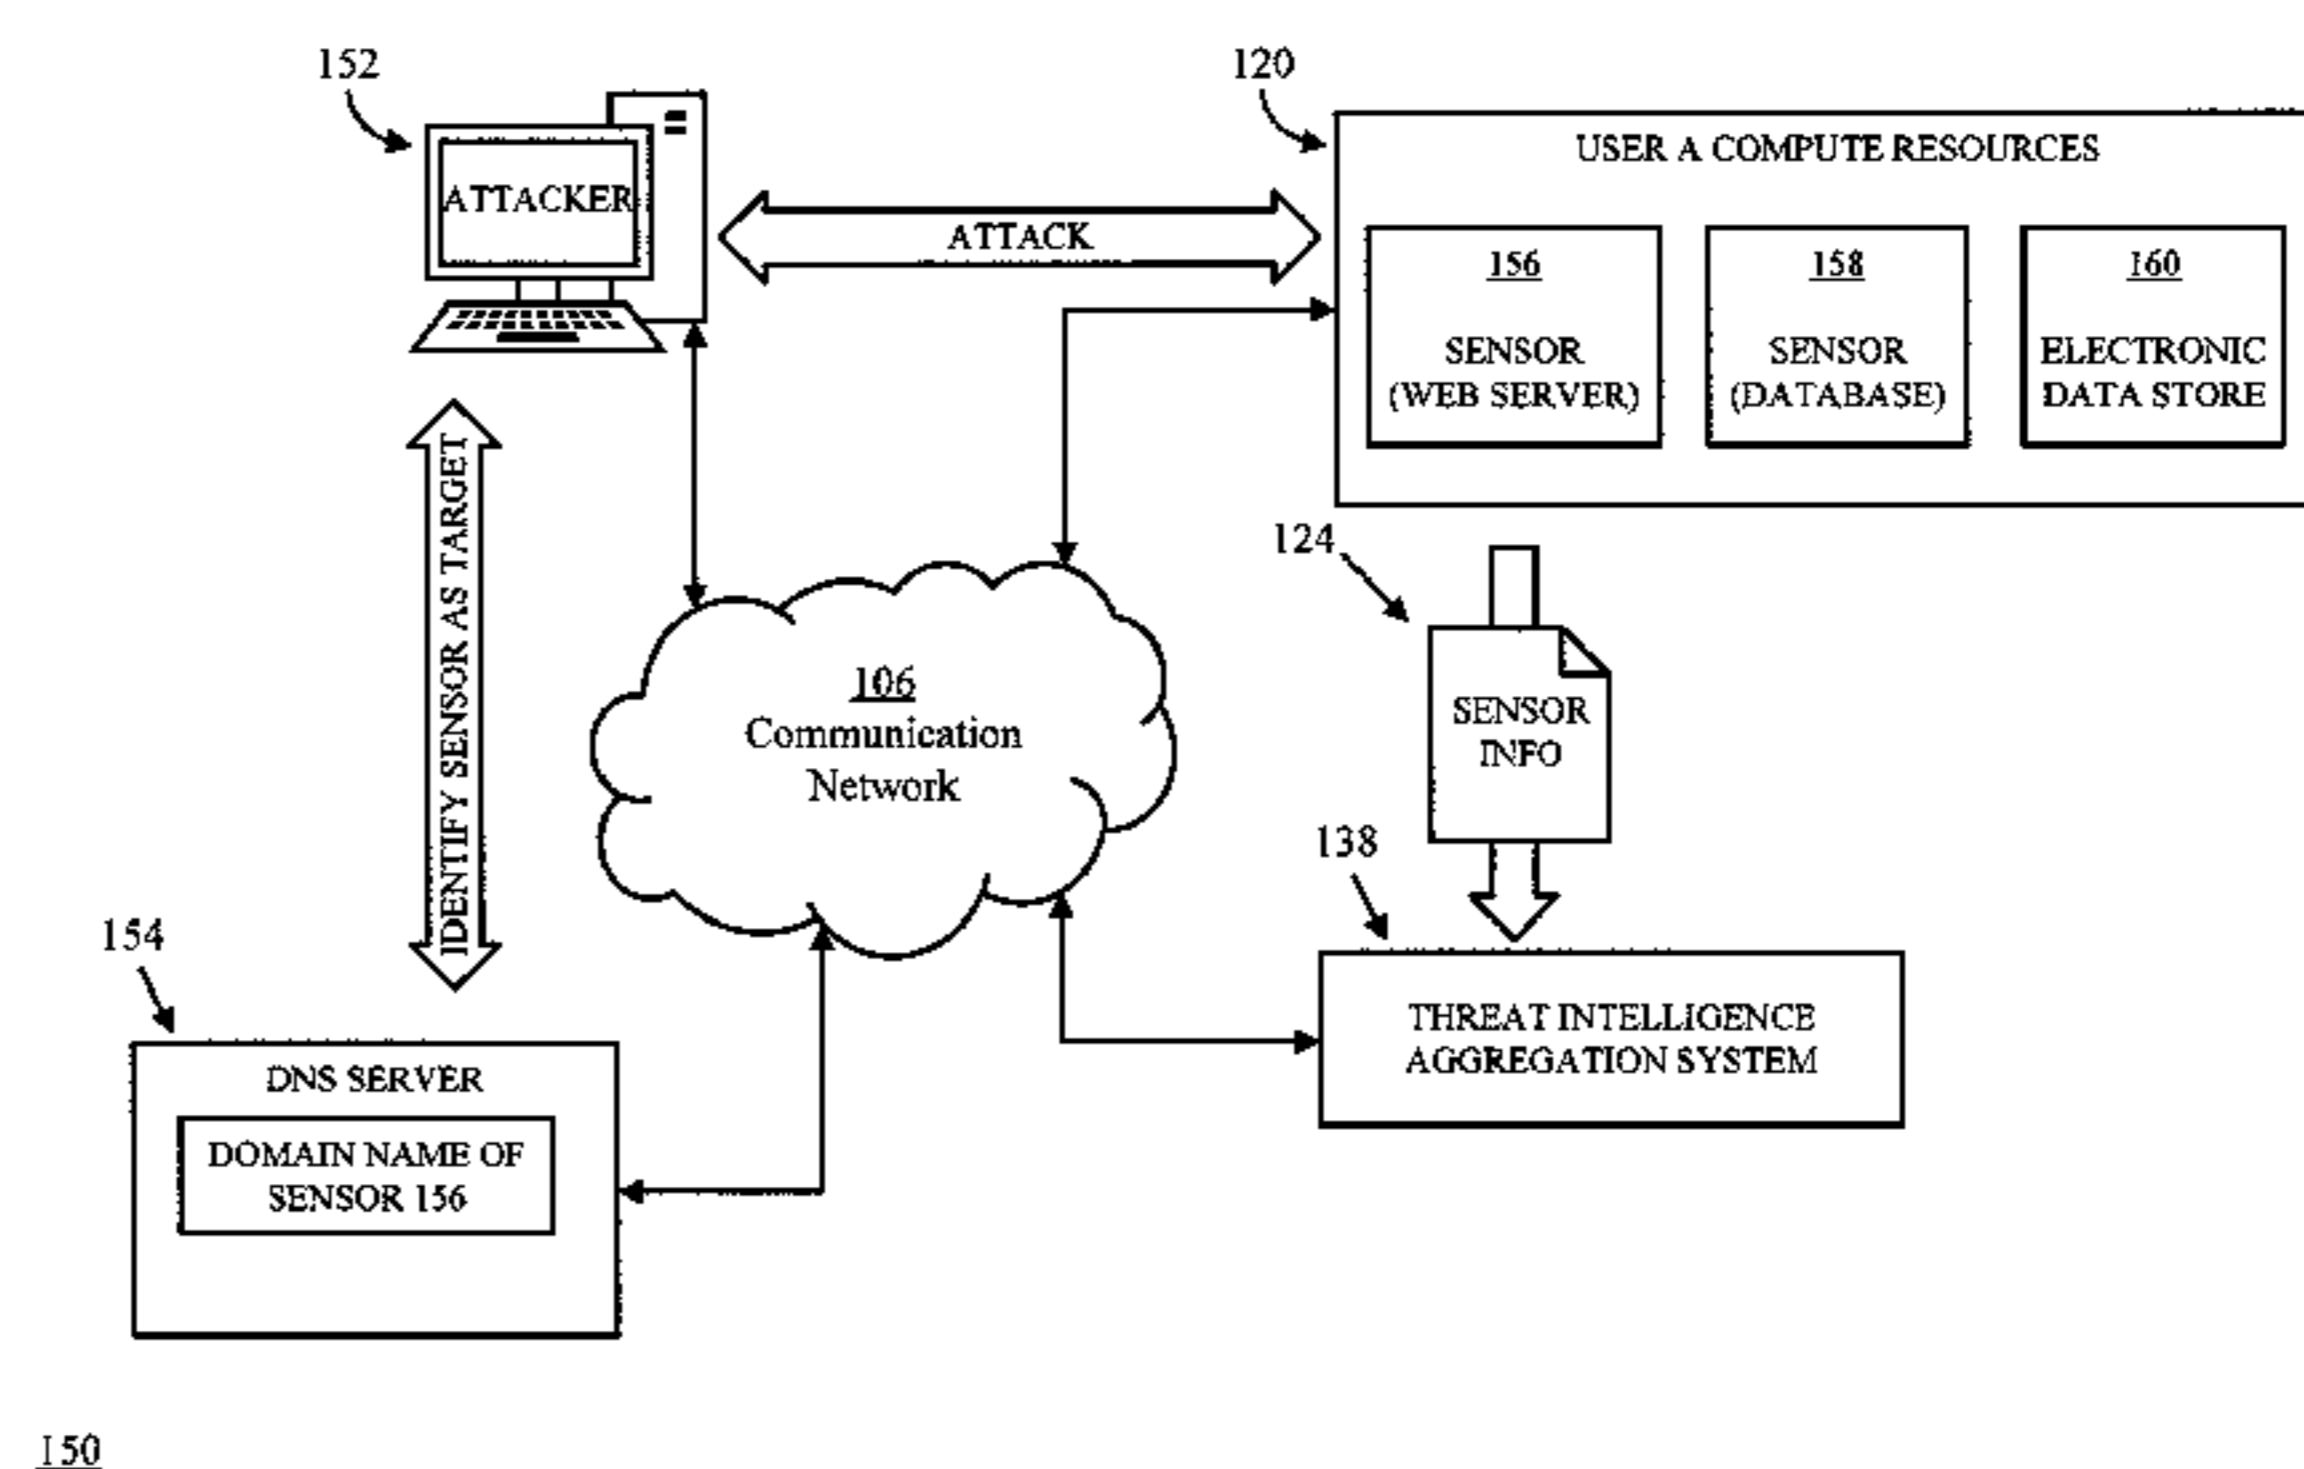 152
120
ATTACKER
ATTACK
USER A COMPUTE RESOURCES
156
SENSOR
(WEB SERVER)
158
SENSOR
(DATABASE)
160
ELECTRONIC
DATA STORE
IDENTIFY SENSOR AS TARGET
106
Communication
Network
124
SENSOR
INFO
138
THREAT INTELLIGENCE
AGGREGATION SYSTEM
154
DNS SERVER
DOMAIN NAME OF
SENSOR 156
150